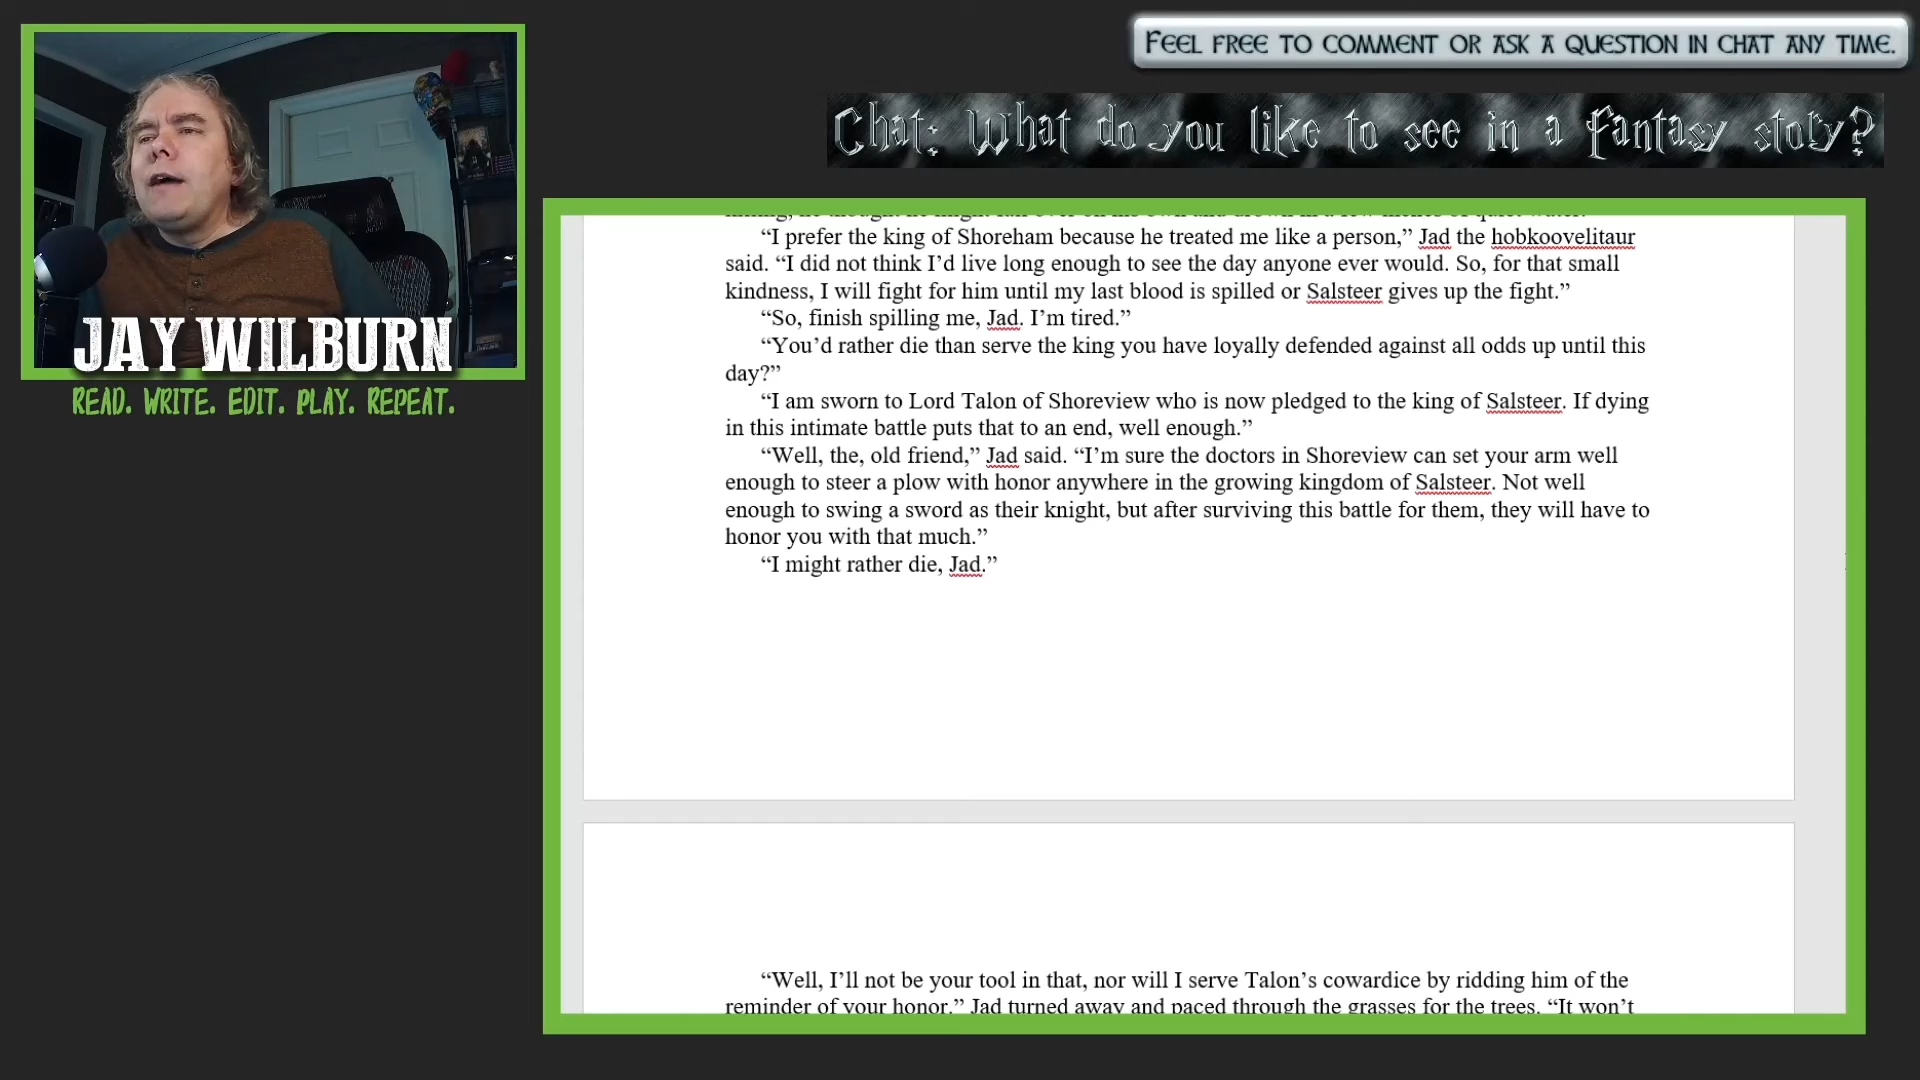 FEEL FREE TO COMMENT OR ASK A QUESTION IN CHAT ANY TIME.
Chat: What do you like to see in a fantasy story?
JAY WILBURN
READ. WRITE. EDIT. PLAY. REPEAT.
“I prefer the king of Shoreham because he treated me like a person,” Jad the hobkoovelitaur
said. “I did not think I’d live long enough to see the day anyone ever would. So, for that small
kindness, I will fight for him until my last blood is spilled or Salsteer gives up the fight.”
“So, finish spilling me, Jad. I’m tired.”
“You’d rather die than serve the king you have loyally defended against all odds up until this
day?”
“I am sworn to Lord Talon of Shoreview who is now pledged to the king of Salsteer. If dying
in this intimate battle puts that to an end, well enough.”
“Well, the, old friend,” Jad said. “I’m sure the doctors in Shoreview can set your arm well
enough to steer a plow with honor anywhere in the growing kingdom of Salsteer. Not well
enough to swing a sword as their knight, but after surviving this battle for them, they will have to
honor you with that much.”
“I might rather die, Jad.”
“Well, I’ll not be your tool in that, nor will I serve Talon’s cowardice by ridding him of the
reminder of your honor.” Jad turned away and paced through the grasses for the trees. “It won’t